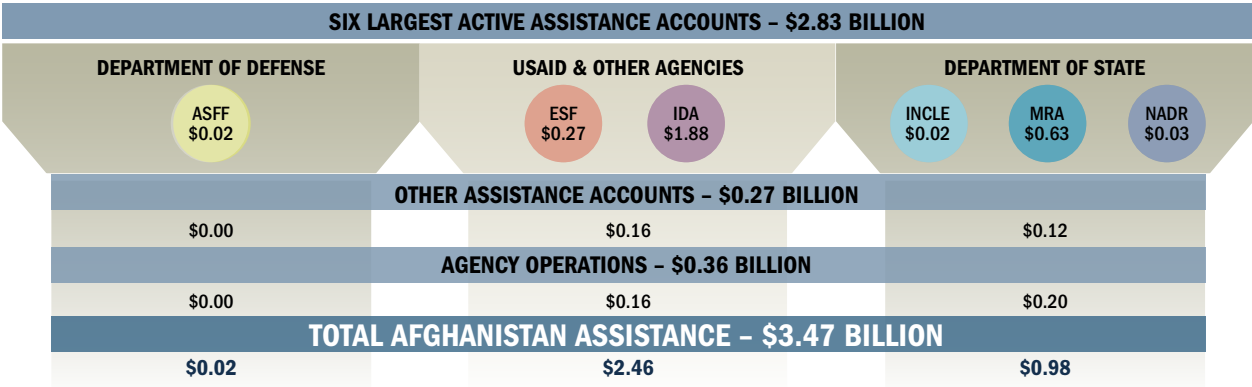 SIX LARGEST ACTIVE ASSISTANCE ACCOUNTS – $2.83 BILLION
DEPARTMENT OF DEFENSE
USAID & OTHER AGENCIES
DEPARTMENT OF STATE
ASFF
$0.02
ESF
$0.27
IDA
$1.88
INCLE
$0.02
MRA
$0.63
NADR
$0.03
OTHER ASSISTANCE ACCOUNTS – $0.27 BILLION
$0.00
$0.16
$0.12
AGENCY OPERATIONS – $0.36 BILLION
$0.00
$0.16
$0.20
TOTAL AFGHANISTAN ASSISTANCE – $3.47 BILLION
$0.02
$2.46
$0.98